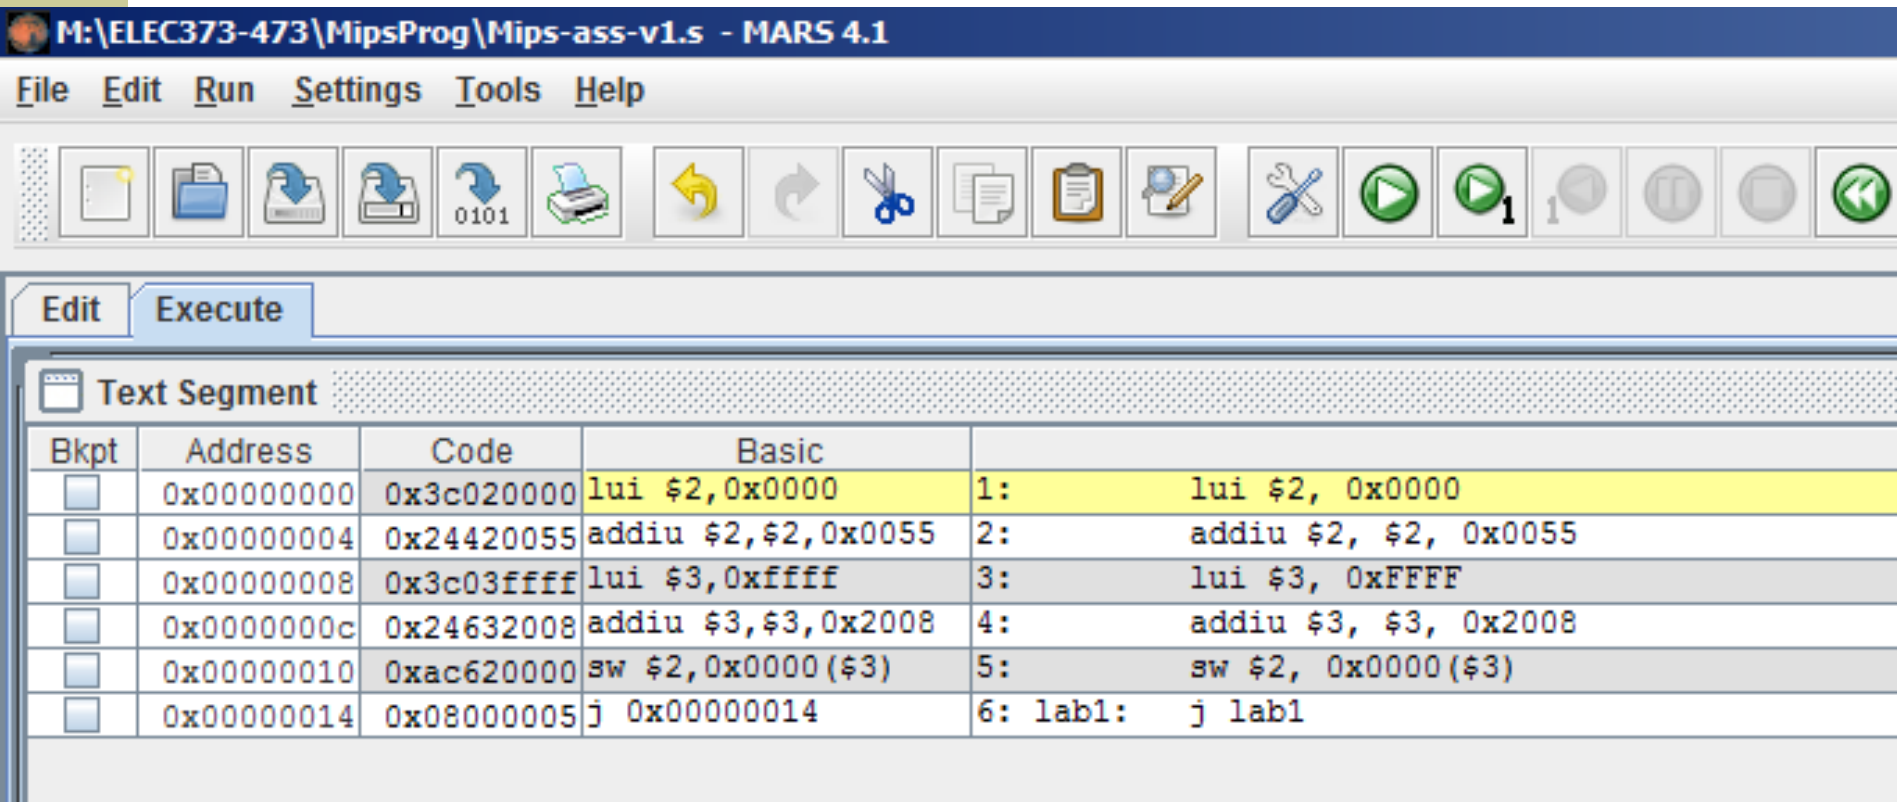 M:\ELEC373-473\MipsProg\Mips-ass-v1.s - MARS 4.1
File Edit Run Settings Tools Help
0101 1 1
Edit Execute
Text Segment
Bkpt Address Code Basic
0x00000000 0x3c020000 lui $2,0x0000 1: lui $2, 0x0000
0x00000004 0x24420055 addiu $2,$2,0x0055 2: addiu $2, $2, 0x0055
0x00000008 0x3c03ffff lui $3,0xffff 3: lui $3, 0xFFFF
0x0000000c 0x24632008 addiu $3,$3,0x2008 4: addiu $3, $3, 0x2008
0x00000010 0xac620000 sw $2,0x0000($3) 5: sw $2, 0x0000($3)
0x00000014 0x08000005 j 0x00000014 6: lab1: j lab1